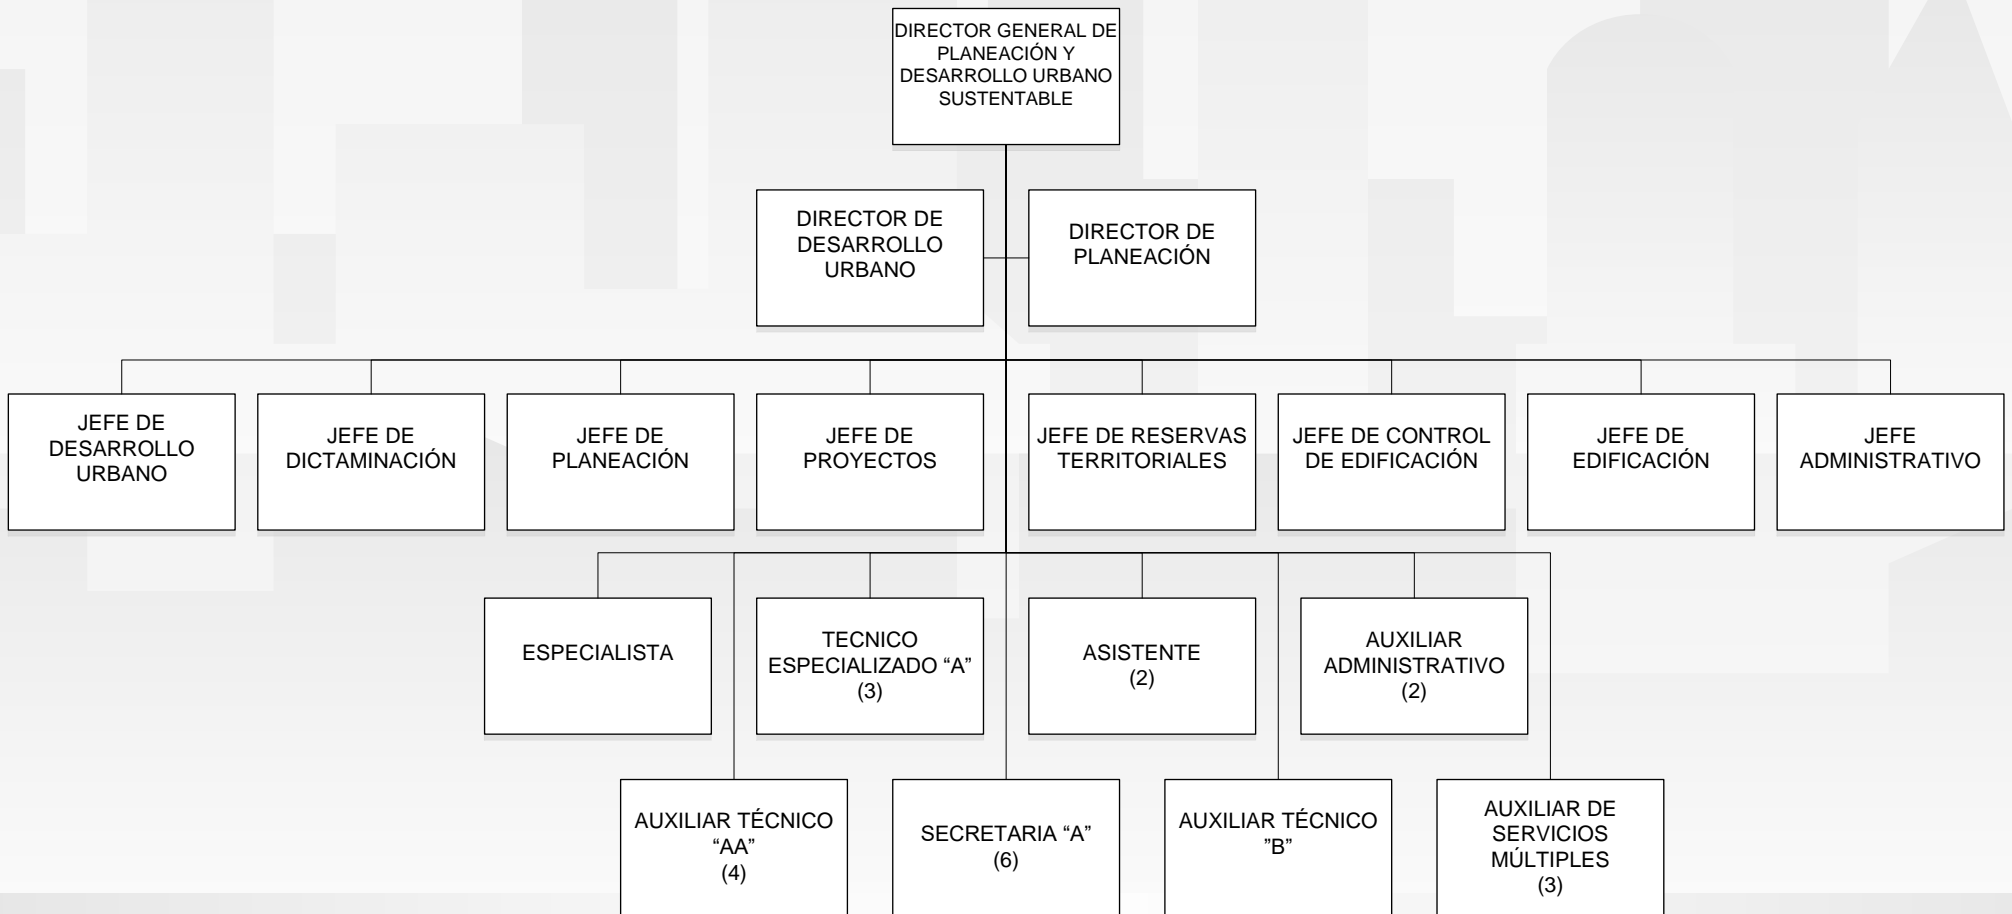 DIRECTOR GENERAL DE
PLANEACIÓN Y
DESARROLLO URBANO
SUSTENTABLE
DIRECTOR DE
DESARROLLO
URBANO
DIRECTOR DE
PLANEACIÓN
JEFE DE
DESARROLLO
URBANO
JEFE DE
DICTAMINACIÓN
JEFE DE
PLANEACIÓN
JEFE DE
PROYECTOS
JEFE DE RESERVAS
TERRITORIALES
JEFE DE CONTROL
DE EDIFICACIÓN
JEFE DE
EDIFICACIÓN
JEFE
ADMINISTRATIVO
ESPECIALISTA
TECNICO
ESPECIALIZADO “A”
(3)
ASISTENTE
(2)
AUXILIAR
ADMINISTRATIVO
(2)
AUXILIAR TÉCNICO
“AA”
(4)
SECRETARIA “A”
(6)
AUXILIAR TÉCNICO
”B”
AUXILIAR DE
SERVICIOS
MÚLTIPLES
(3)